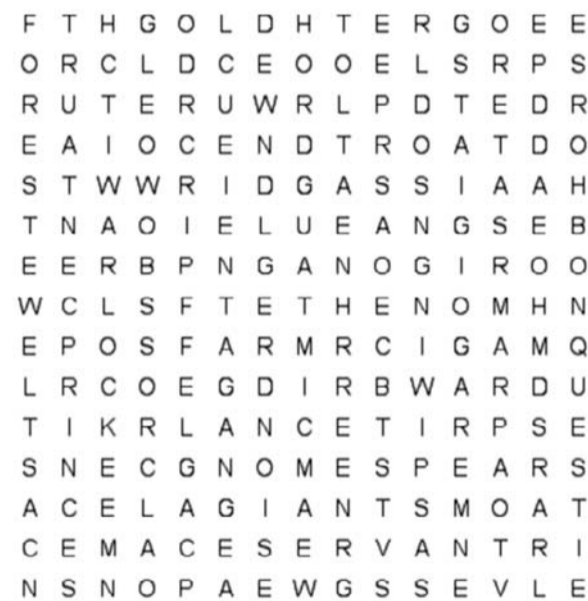 F T H G O L D H T E R G O E E
O R C L D C E O O E L S R P S
R U T E R U W R L P D T E D R
E A I O C E N D T R O A T D O
S T W W R I D G A S S I A A H
T N A O I E L U E A N G S E B
E E R B P N G A N O G I R O O
W C L S F T E T H E N O M H N
E P O S F A R M R C I G A M Q
L R C O E G D I R B W A R D U
T I K R L A N C E T I R P S E
S N E C G N O M E S P E A R S
A C E L A G I A N T S M O A T
C E M A C E S E R V A N T R I
N S N O P A E W G S S E V L E